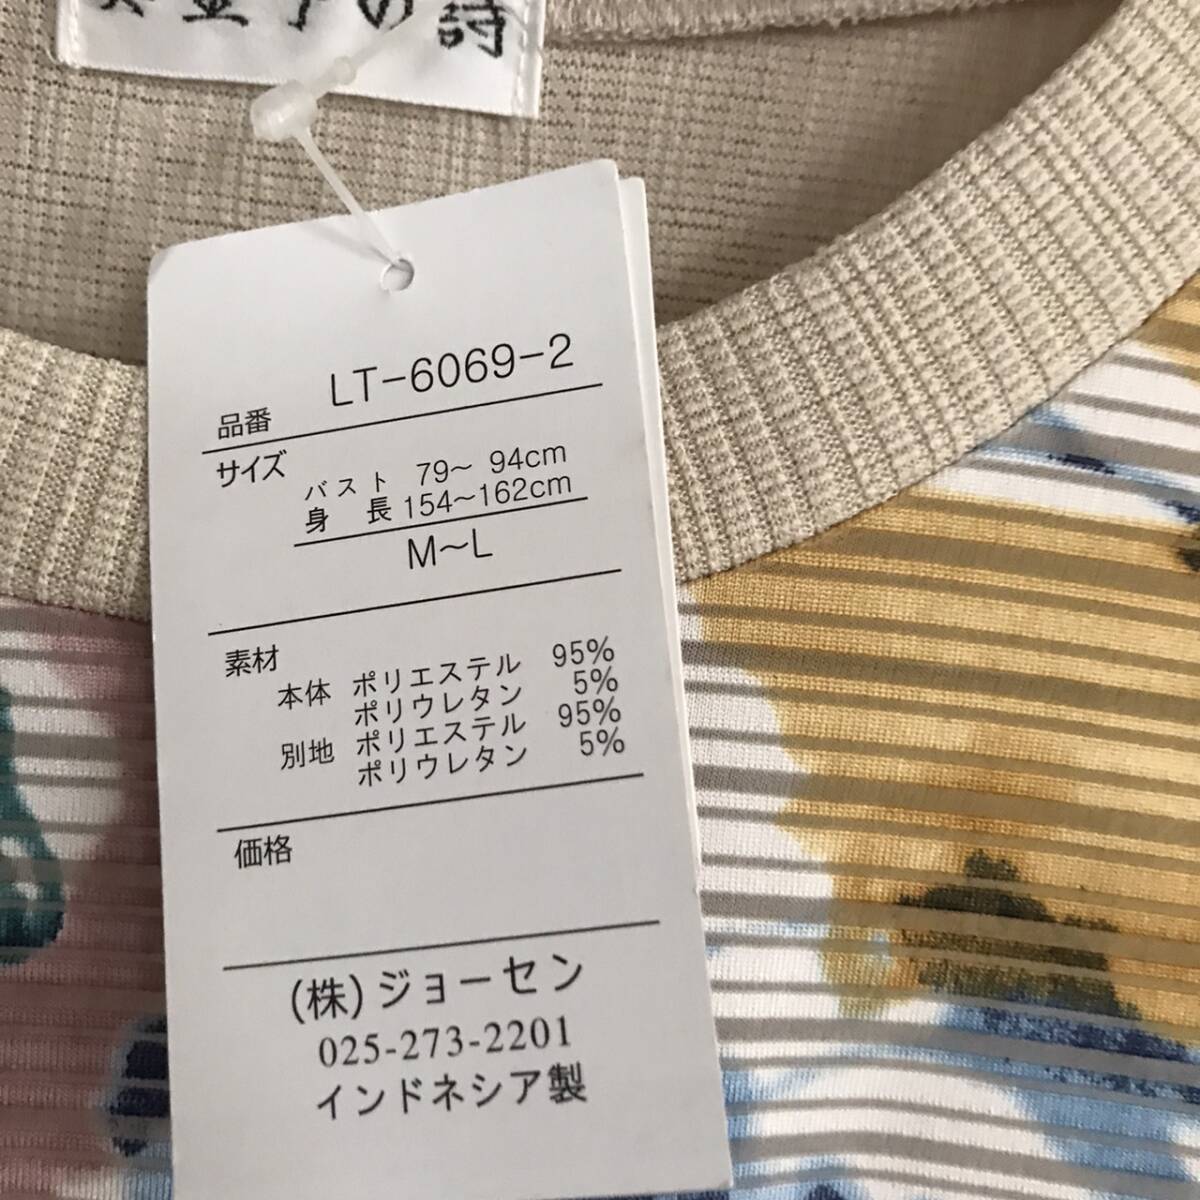 の詩
品番 LT-6069-2
サイズ
バスト 79〜 94cm
身 長 154〜162cm
M〜L
素材
本体 ポリエステル 95%
ポリウレタン 5%
別地 ポリエステル 95%
ポリウレタン 5%
価格
(株)ジョーセン
025-273-2201
インドネシア製